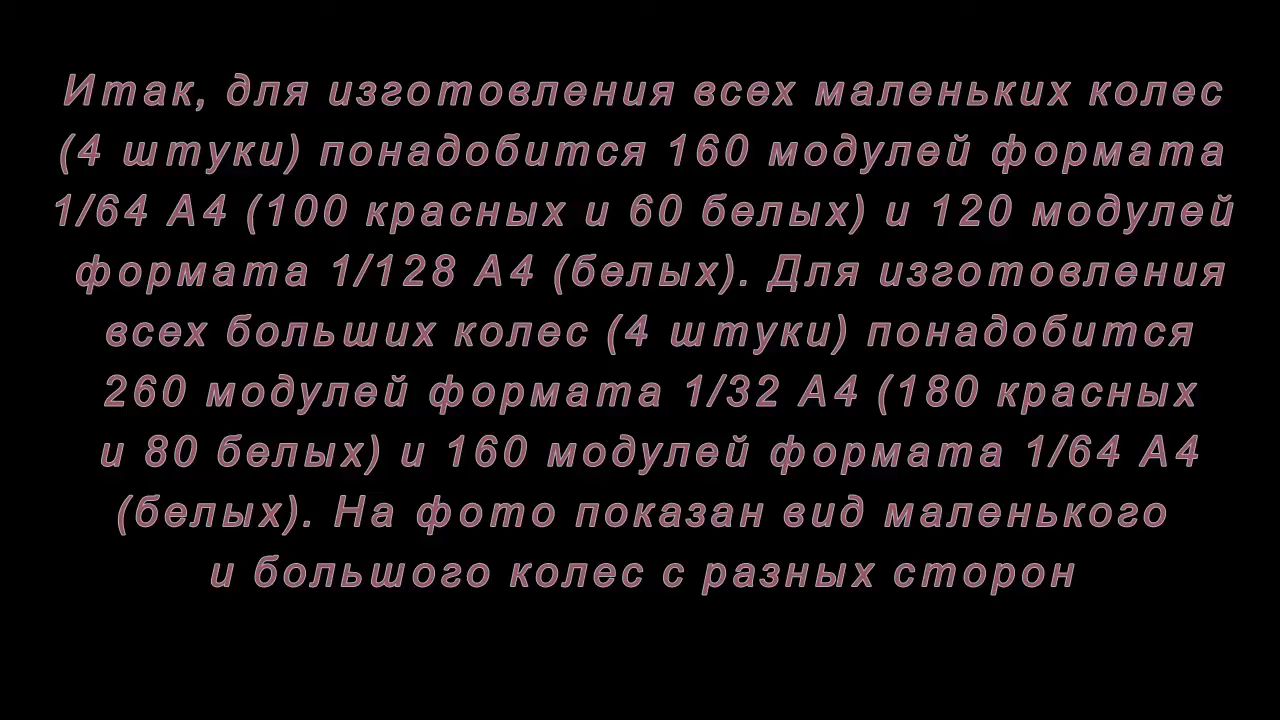 Итак, для изготовления всех маленьких колес
(4 штуки) понадобится 160 модулей формата
1/64 А4 (100 красных и 60 белых) и 120 модулей
формата 1/128 А4 (белых). Для изготовления
всех больших колес (4 штуки) понадобится
260 модулей формата 1/32 А4 (180 красных
и 80 белых) и 160 модулей формата 1/64 А4
(белых). На фото показан вид маленького
и большого колес с разных сторон